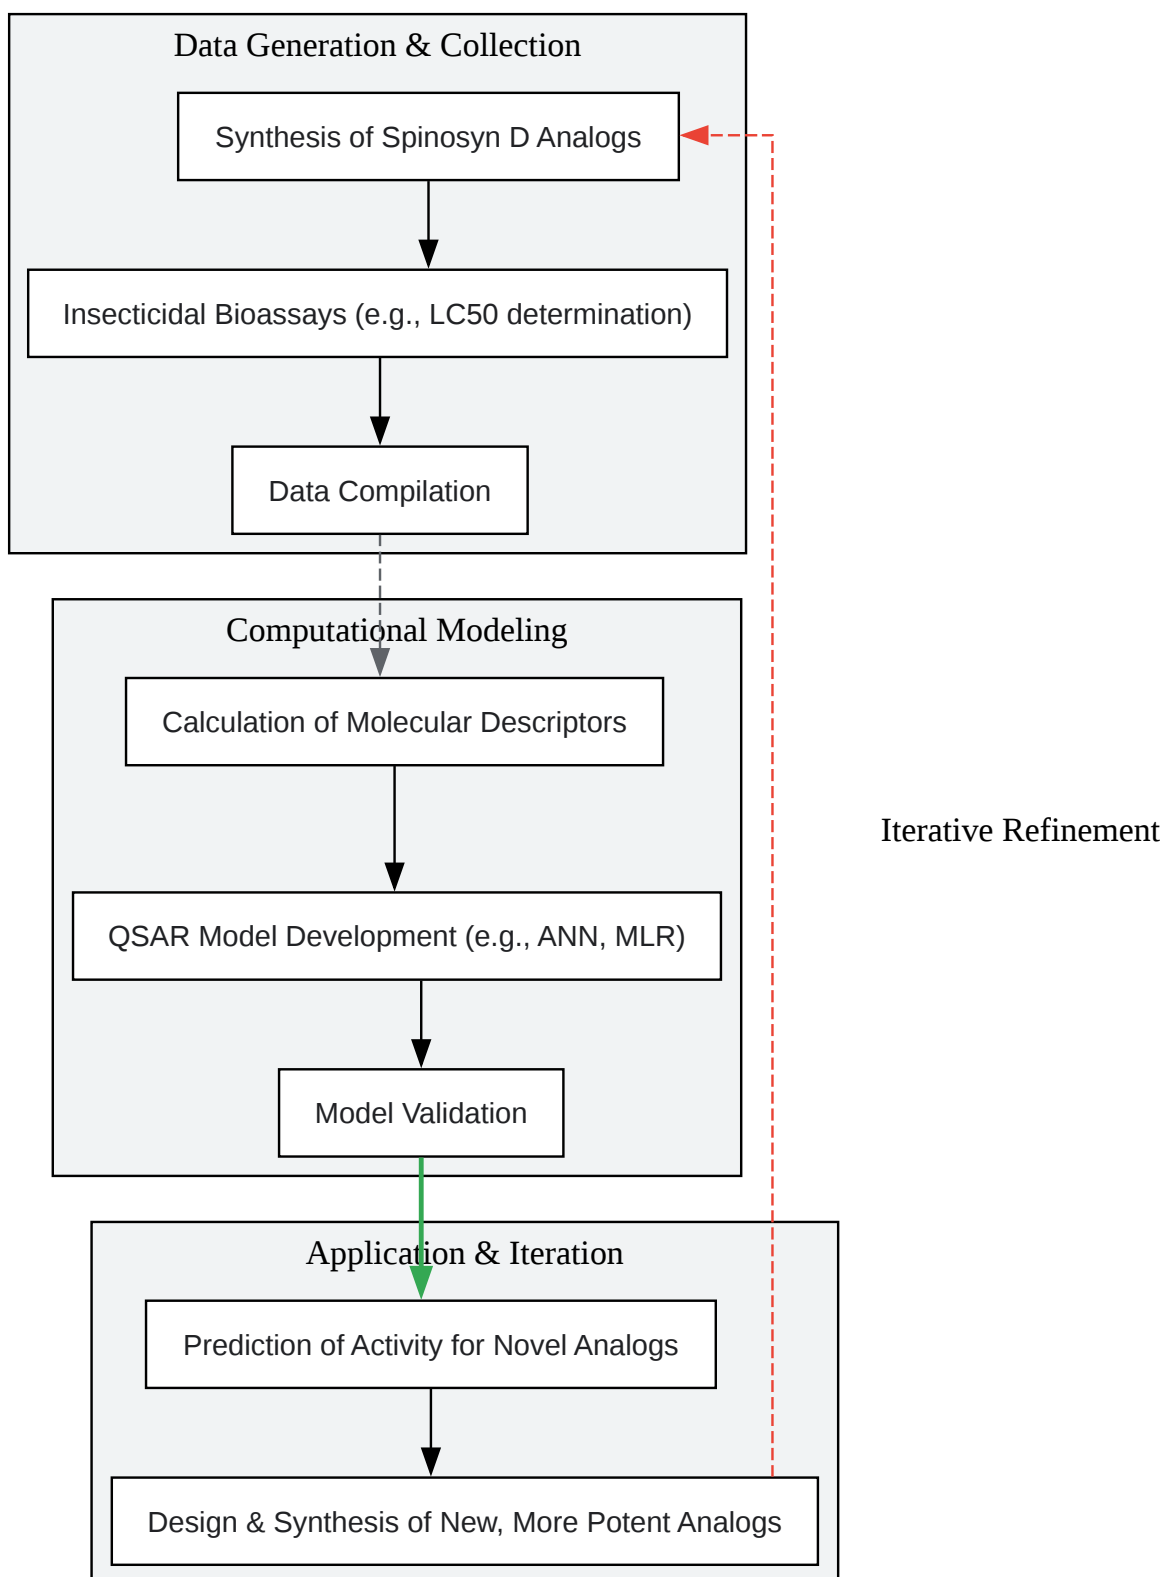 Data Generation & Collection
Synthesis of Spinosyn D Analogs
Insecticidal Bioassays (e.g., LC50 determination)
Data Compilation
Computational Modeling
Calculation of Molecular Descriptors
Iterative Refinement
QSAR Model Development (e.g., ANN, MLR)
Model Validation
Application & Iteration
Prediction of Activity for Novel Analogs
Design & Synthesis of New, More Potent Analogs